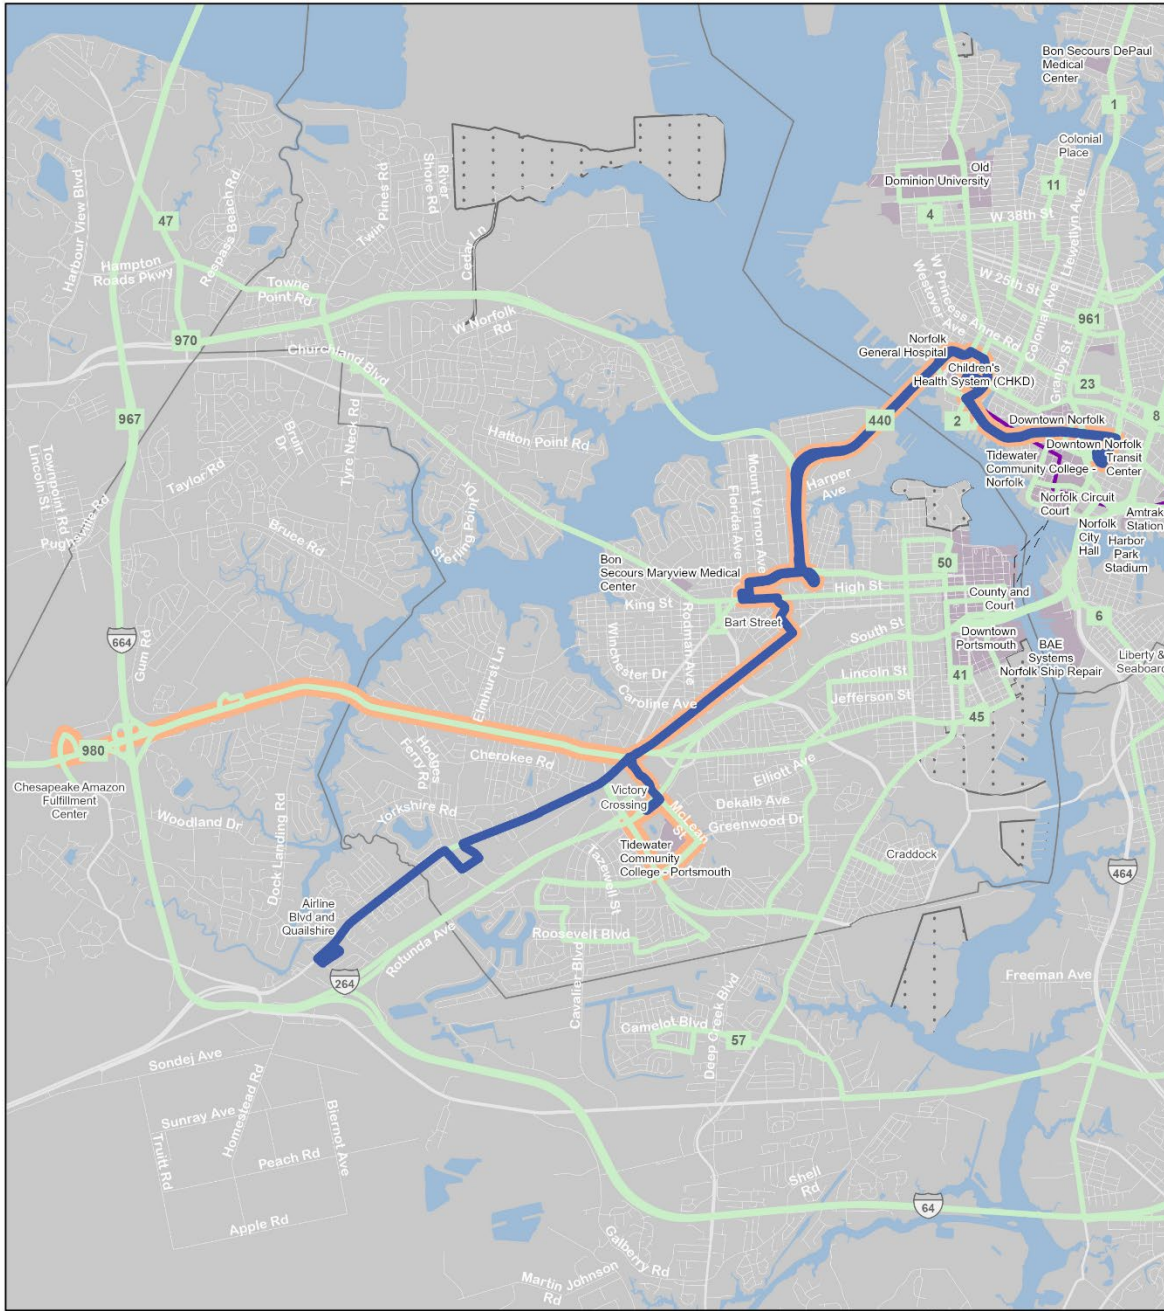 Bon Secours DePaul
Medical
Center
1
Colonial
Place
Old
Dominion University
11
4
W 38th St
Llewellyn Ave
Harbour View Blvd
47
Respass Beach Rd
Twin Pines Rd
River
Shore Rd
Cedar Ln
Hampton
Roads Pkwy
Towne
Point Rd
W 25th St
W Princess Anne Rd
Westover
Ave
Colonial Ave
Granby St
961
970
W Norfolk
Rd
Churchland Blvd
Norfolk
General Hospital
Children's
Health System (CHKD)
23
967
440
2
Downtown Norfolk
8
Bruin
Dr
Tyre Neck Rd
Hatton Point Rd
Downtown Norfolk
Transit
Center
Tidewater
Community College -
Norfolk
Townpoint Rd
Lincoln St
Taylor Rd
Mount Vernon Ave
Florida Ave
Harper
Ave
Norfolk Circuit
Court
Amtrak
Station
Pughsville Rd
Bruce Rd
Sterling Point Dr
Norfolk
City
Hall
Harbor
Park
Stadium
Bon
Secours Maryview Medical
Center
50
High St
King St
County and
Court
Bart Street
6
664
Gum Rd
Winchester Dr
Rodman Ave
South St
Downtown
Portsmouth
BAE
Systems
Norfolk Ship Repair
Liberty &
Seaboard
Elmhurst Ln
Lincoln St
41
Caroline Ave
Jefferson St
45
980
Hodges
Ferry Rd
Cherokee Rd
Chesapeake Amazon
Fulfillment
Center
Elliott Ave
Victory
Crossing
Dekalb Ave
Yorkshire Rd
McLean
St
Greenwood Dr
Woodland Dr
Dock Landing Rd
Tidewater
Community
College - Portsmouth
Tazewell St
Craddock
464
Airline
Blvd and
Quailshire
Rotunda Ave
Roosevelt Blvd
264
Cavalier Blvd
Freeman Ave
Deep Creek Blvd
Camelot Blvd
57
Sondej Ave
Homestead Rd
Biernot Ave
Sunray Ave
Truitt Rd
Peach Rd
Shell
Rd
64
Apple Rd
Galberry Rd
Martin Johnson
Rd